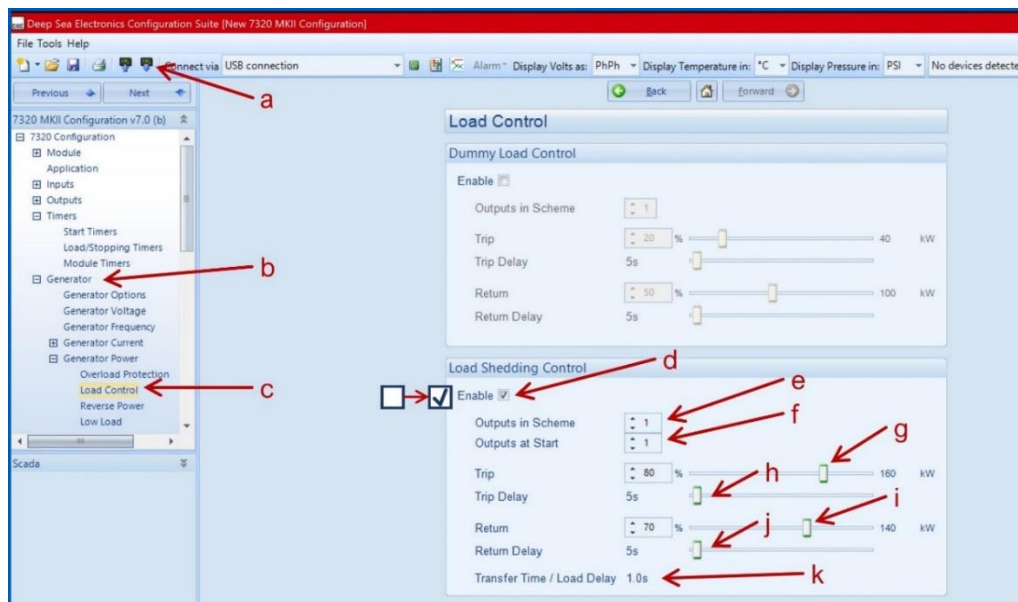 Deep Sea Electronics Configuration Suite [New 7320 MKII Configuration]
File Tools Help
Connect via USB connection Alarm Display Volts as: PhPh Display Temperature in: °C Display Pressure in: PSI No devices detecte
a
Previous Next
Back Forward
7320 MKII Configuration v7.0 (b)
7320 Configuration
Module
Application
Inputs
Outputs
Timers
Start Timers
Load/Stopping Timers
Module Timers
Generator
b
Generator Options
Generator Voltage
Generator Frequency
Generator Current
Generator Power
Overload Protection
Load Control
c
Reverse Power
Low Load
Scada
Load Control
Dummy Load Control
Enable
Outputs in Scheme 1
Trip 20 % 40 kW
Trip Delay 5s
Return 50 % 100 kW
Return Delay 5s
Load Shedding Control
d
Enable
e
Outputs in Scheme 1
f
Outputs at Start 1
g
Trip 80 % 160 kW
h
Trip Delay 5s
i
Return 70 % 140 kW
j
Return Delay 5s
Transfer Time / Load Delay 1.0s
k